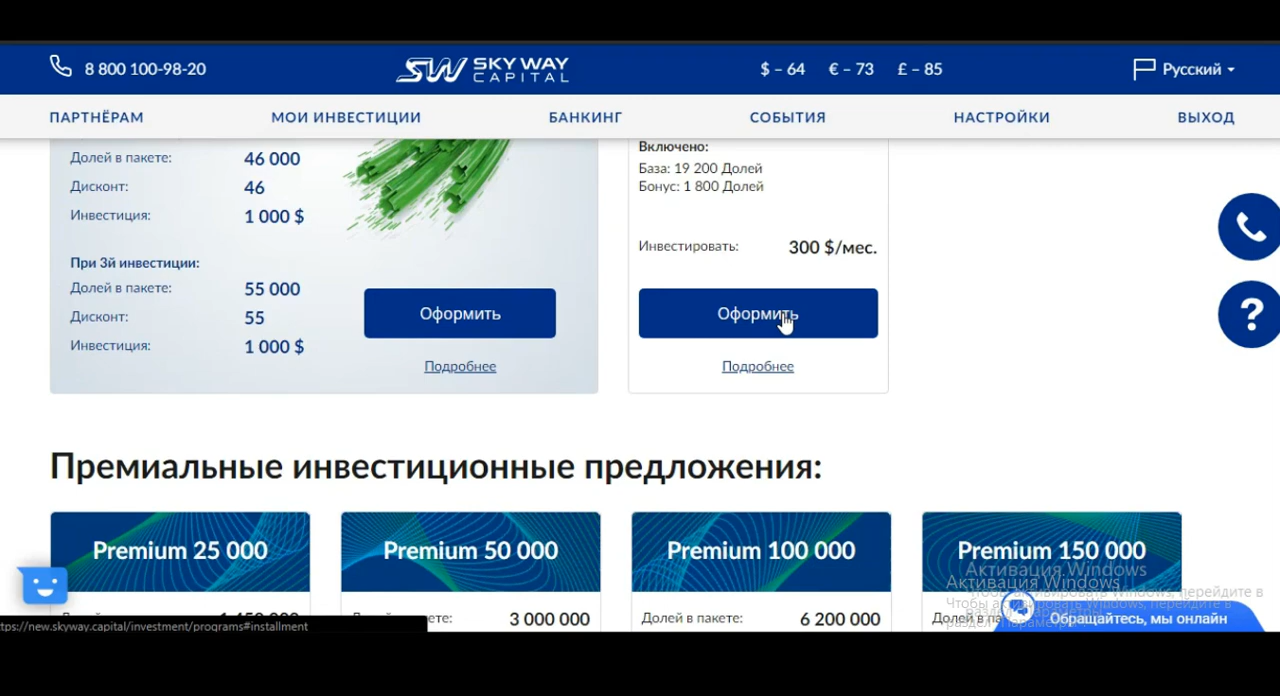 8 800 100-98-20
SW SKY WAY CAPITAL
$ – 64 € – 73 £ – 85
Русский
ПАРТНЁРАМ МОИ ИНВЕСТИЦИИ БАНКИНГ СОБЫТИЯ НАСТРОЙКИ ВЫХОД
Долей в пакете: 46 000
Дисконт: 46
Инвестиция: 1 000 $
При 3й инвестиции:
Долей в пакете: 55 000
Дисконт: 55
Инвестиция: 1 000 $
Оформить
Подробнее
Включено:
База: 19 200 Долей
Бонус: 1 800 Долей
Инвестировать: 300 $/мес.
Оформить
Подробнее
?
Премиальные инвестиционные предложения:
Premium 25 000
Premium 50 000
3 000 000
Premium 100 000
Долей в пакете: 6 200 000
Premium 150 000
Активация Windows
Активация Windows
Обращайтесь, мы онлайн
tps://new.skyway.capital/investment/programs#installment